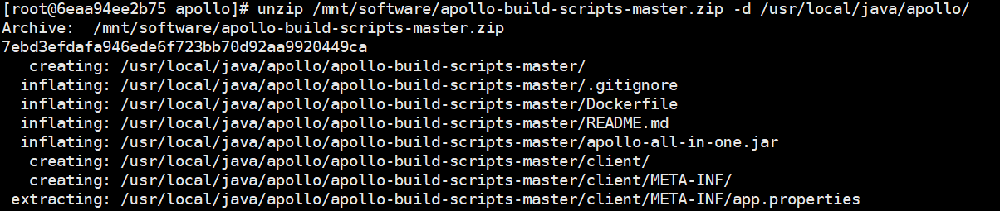 [root@6eaa94ee2b75 apollo]# unzip /mnt/software/apollo-build-scripts-master.zip -d /usr/local/java/apollo/
Archive:  /mnt/software/apollo-build-scripts-master.zip
7ebd3efdafa946ede6f723bb70d92aa9920449ca
   creating: /usr/local/java/apollo/apollo-build-scripts-master/
  inflating: /usr/local/java/apollo/apollo-build-scripts-master/.gitignore
  inflating: /usr/local/java/apollo/apollo-build-scripts-master/Dockerfile
  inflating: /usr/local/java/apollo/apollo-build-scripts-master/README.md
  inflating: /usr/local/java/apollo/apollo-build-scripts-master/apollo-all-in-one.jar
   creating: /usr/local/java/apollo/apollo-build-scripts-master/client/
   creating: /usr/local/java/apollo/apollo-build-scripts-master/client/META-INF/
 extracting: /usr/local/java/apollo/apollo-build-scripts-master/client/META-INF/app.properties